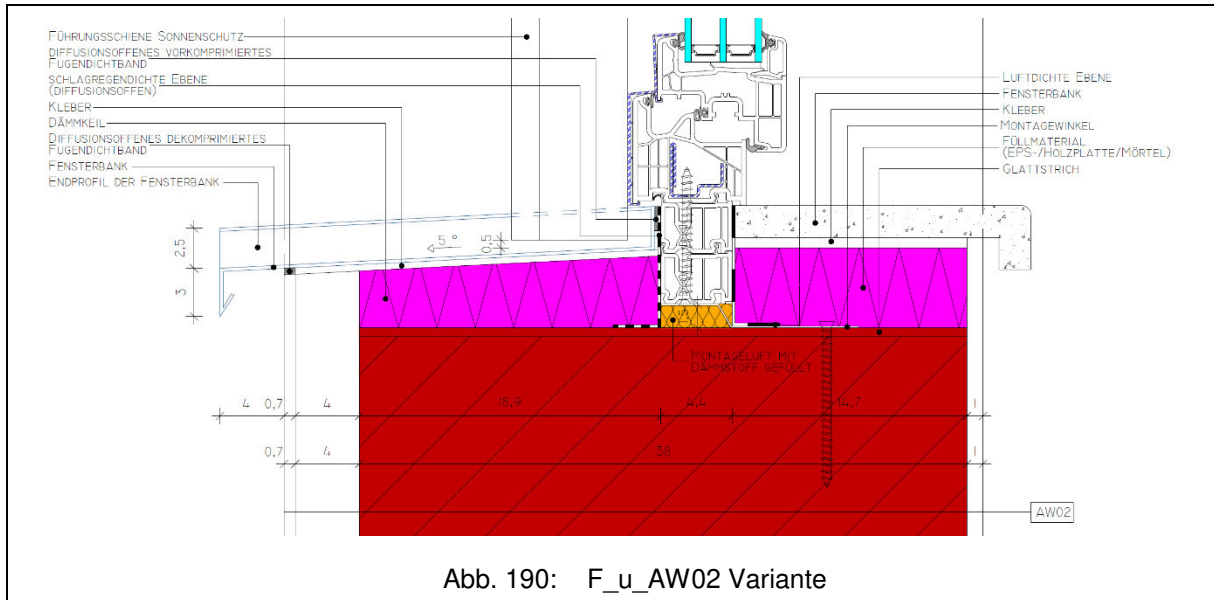 FÜHRUNGSSCHIENE SONNENSCHUTZ
DIFFUSIONSOFFENES VORKOMPRIMIERTES
FUGENDICHTBAND
SCHLAGREGENDICHTE EBENE
(DIFFUSIONSOFFEN)
KLEBER
DÄMMKEIL
DIFFUSIONSOFFENES DEKOMPRIMIERTES
FUGENDICHTBAND
FENSTERBANK
ENDPROFIL DER FENSTERBANK
LUFTDICHTE EBENE
FENSTERBANK
KLEBER
MONTAGEWINKEL
FÜLLMATERIAL
(EPS-/HOLZPLATTE/MÖRTEL)
GLATTSTRICH
2,5
3
5 °
0,5
MONTAGELUFT MIT
DÄMMSTOFF GEFÜLLT
4 0,7 4 18,9 4,4 14,7 1
0,7 4 38 1
AW02
Abb. 190: F_u_AW02 Variante